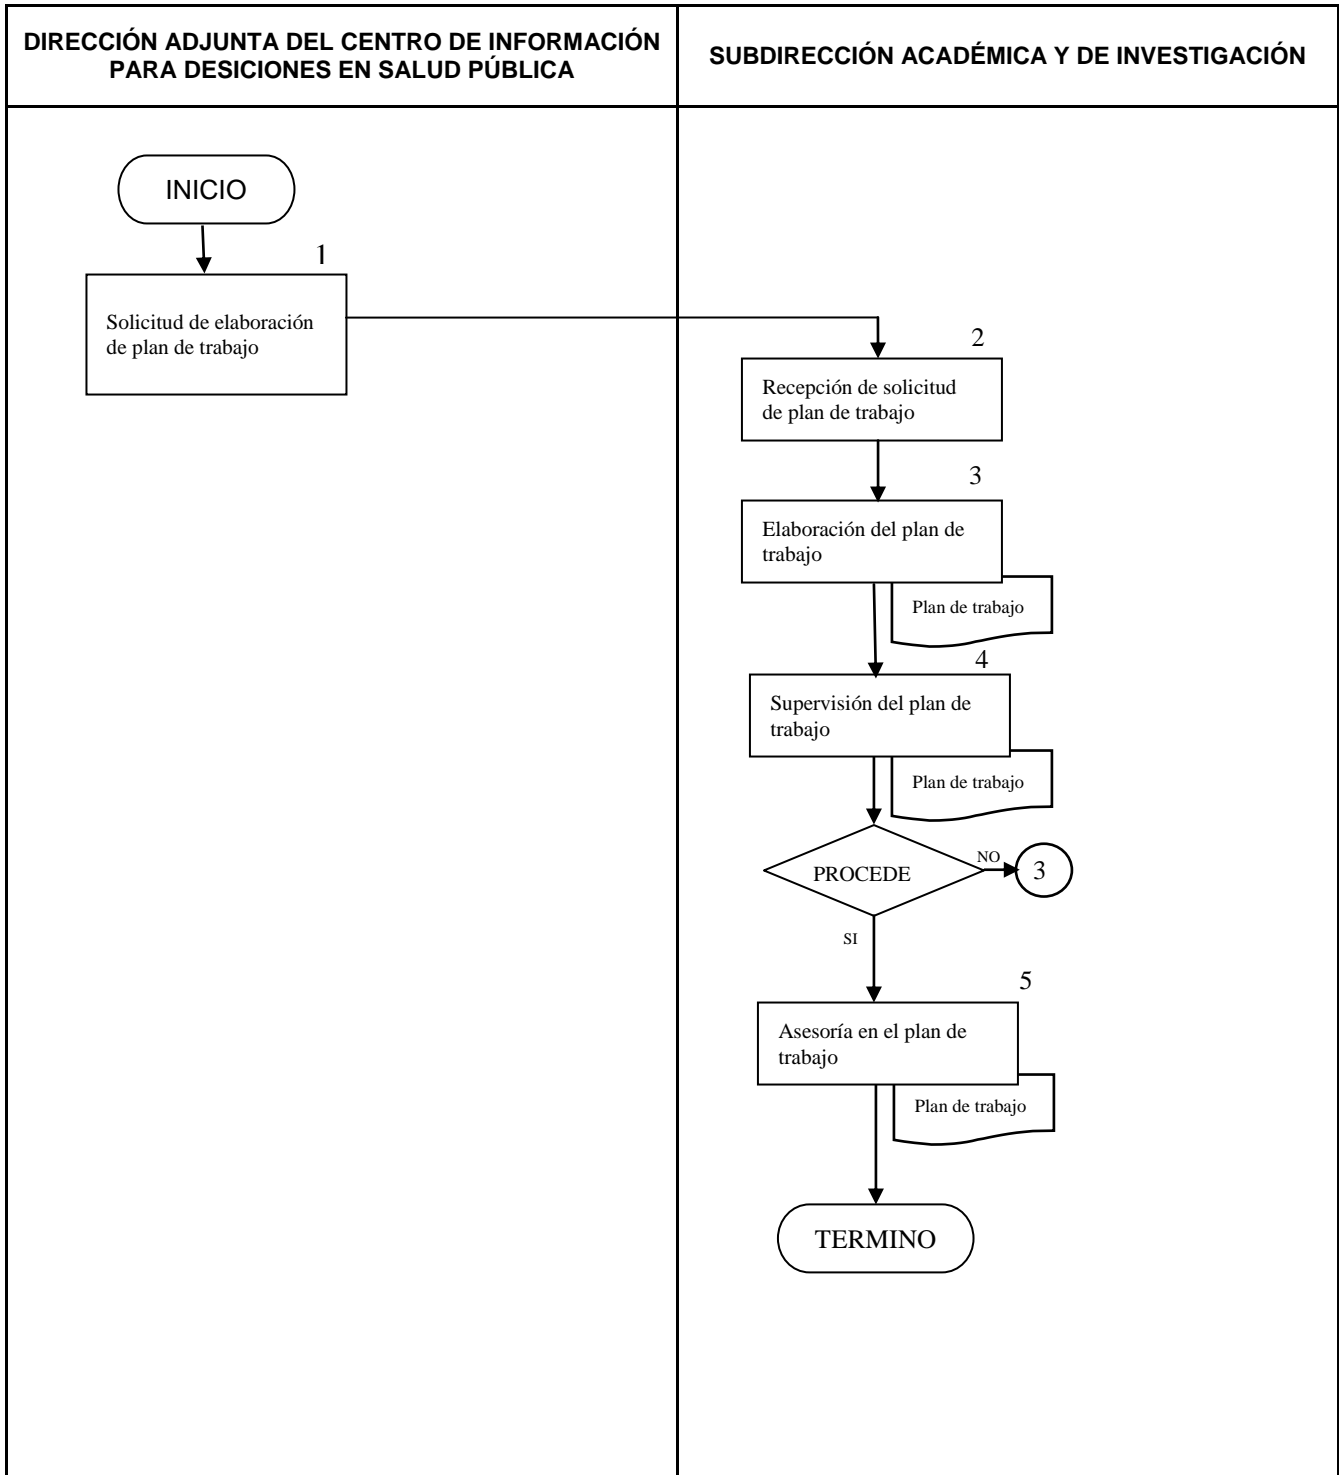 DIRECCIÓN ADJUNTA DEL CENTRO DE INFORMACIÓN
PARA DESICIONES EN SALUD PÚBLICA
SUBDIRECCIÓN ACADÉMICA Y DE INVESTIGACIÓN
INICIO
1
Solicitud de elaboración
de plan de trabajo
2
Recepción de solicitud
de plan de trabajo
3
Elaboración del plan de
trabajo
Plan de trabajo
4
Supervisión del plan de
trabajo
Plan de trabajo
PROCEDE
NO
3
SI
5
Asesoría en el plan de
trabajo
Plan de trabajo
TERMINO